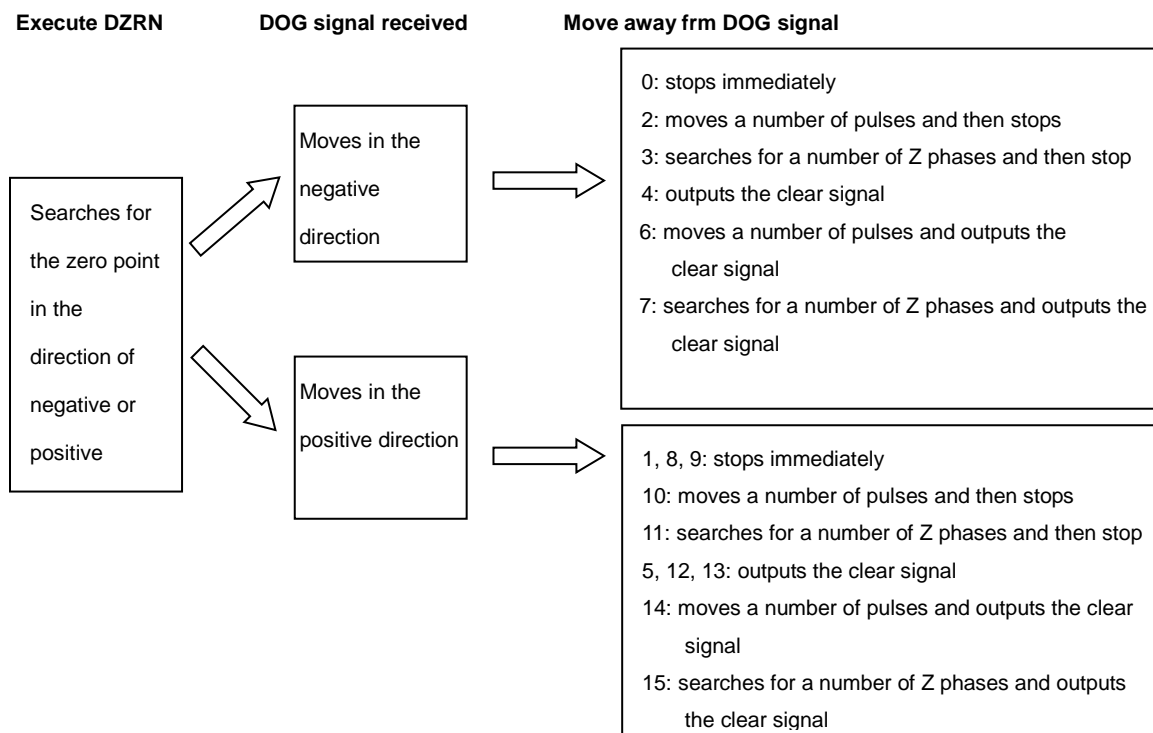 Execute DZRN
DOG signal received
Move away frm DOG signal
Searches for
the zero point
in the
direction of
negative or
positive
Moves in the
negative
direction
Moves in the
positive direction
0: stops immediately
2: moves a number of pulses and then stops
3: searches for a number of Z phases and then stop
4: outputs the clear signal
6: moves a number of pulses and outputs the
clear signal
7: searches for a number of Z phases and outputs the
clear signal
1, 8, 9: stops immediately
10: moves a number of pulses and then stops
11: searches for a number of Z phases and then stop
5, 12, 13: outputs the clear signal
14: moves a number of pulses and outputs the clear
signal
15: searches for a number of Z phases and outputs
the clear signal